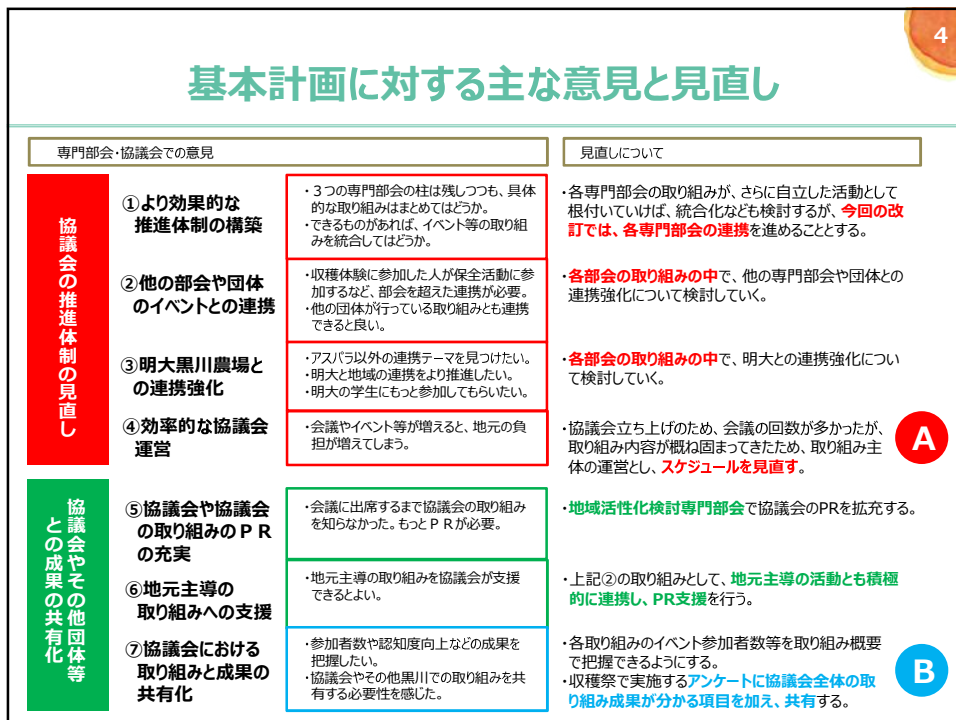 4
基本計画に対する主な意見と見直し
専門部会・協議会での意見
見直しについて
協議会の推進体制の見直し
①より効果的な
推進体制の構築
・３つの専門部会の柱は残しつつも、具体
的な取り組みはまとめてはどうか。
・できるものがあれば、イベント等の取り組
みを統合してはどうか。
・各専門部会の取り組みが、さらに自立した活動として
根付いていけば、統合化なども検討するが、今回の改
訂では、各専門部会の連携を進めることとする。
②他の部会や団体
のイベントとの連携
・収穫体験に参加した人が保全活動に参
加するなど、部会を超えた連携が必要。
・他の団体が行っている取り組みとも連携
できると良い。
・各部会の取り組みの中で、他の専門部会や団体との
連携強化について検討していく。
③明大黒川農場と
の連携強化
・アスパラ以外の連携テーマを見つけたい。
・明大と地域の連携をより推進したい。
・明大の学生にもっと参加してもらいたい。
・各部会の取り組みの中で、明大との連携強化につい
て検討していく。
④効率的な協議会
運営
・会議やイベント等が増えると、地元の負
担が増えてしまう。
・協議会立ち上げのため、会議の回数が多かったが、
取り組み内容が概ね固まってきたため、取り組み主
体の運営とし、スケジュールを見直す。
A
協議会やその他団体等
との成果の共有化
⑤協議会や協議会
の取り組みのＰＲ
の充実
・会議に出席するまで協議会の取り組み
を知らなかった。もっとＰＲが必要。
・地域活性化検討専門部会で協議会のPRを拡充する。
⑥地元主導の
取り組みへの支援
・地元主導の取り組みを協議会が支援
できるとよい。
・上記②の取り組みとして、地元主導の活動とも積極
的に連携し、PR支援を行う。
⑦協議会における
取り組みと成果の
共有化
・参加者数や認知度向上などの成果を
把握したい。
・協議会やその他黒川での取り組みを共
有する必要性を感じた。
・各取り組みのイベント参加者数等を取り組み概要
で把握できるようにする。
・収穫祭で実施するアンケートに協議会全体の取
り組み成果が分かる項目を加え、共有する。
B